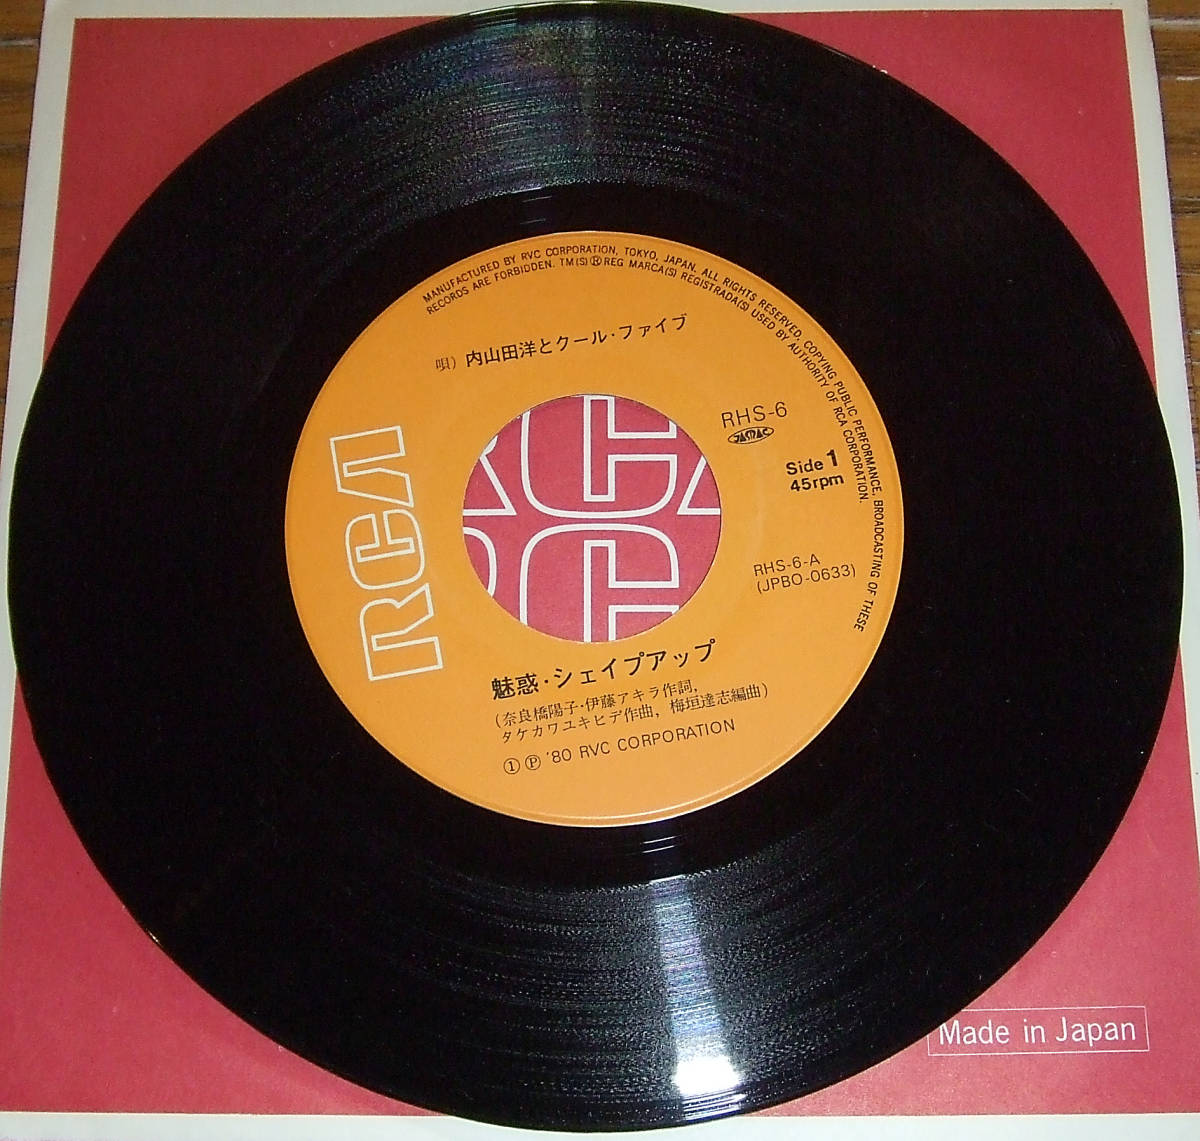 MANUFACTURED BY RVC CORPORATION, TOKYO, JAPAN. ALL RIGHTS RESERVED, COPYING PUBLIC PERFORMANCE, BROADCASTING OF THESE
RECORDS ARE FORBIDDEN. TM(S)®REG MARCA(S) REGISTRADA(S) USED BY AUTHORITY OF RCA CORPORATION.
唄) 内山田洋とクール・ファイブ
RCA
RHS-6
JASRAC
Side 1
45rpm
RHS-6-A
(JPBO-0633)
魅惑・シェイプアップ
(奈良橋陽子・伊藤アキラ作詞,
タケカワユキヒデ作曲, 梅垣達志編曲)
①Ⓟ '80 RVC CORPORATION
Made in Japan